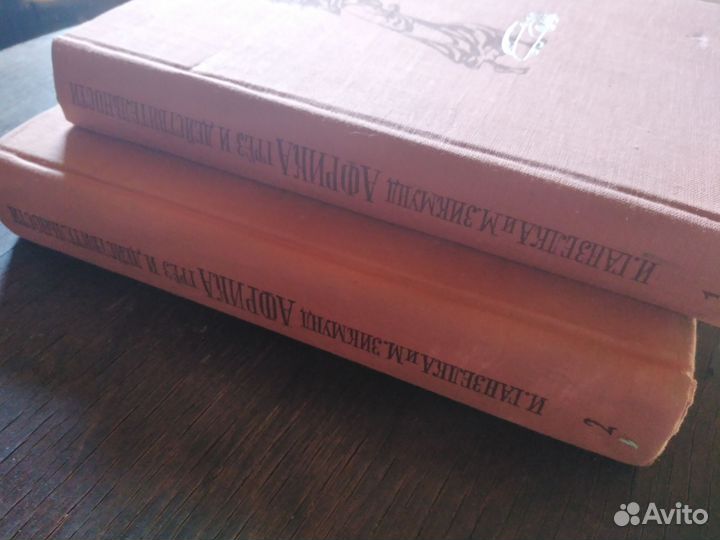 И. ГАНЗЕЛКА и М. ЗИКМУНД АФРИКА ГРЁЗ И ДЕЙСТВИТЕЛЬНОСТИ
1
И. ГАНЗЕЛКА и М. ЗИКМУНД АФРИКА ГРЁЗ И ДЕЙСТВИТЕЛЬНОСТИ
2
Avito